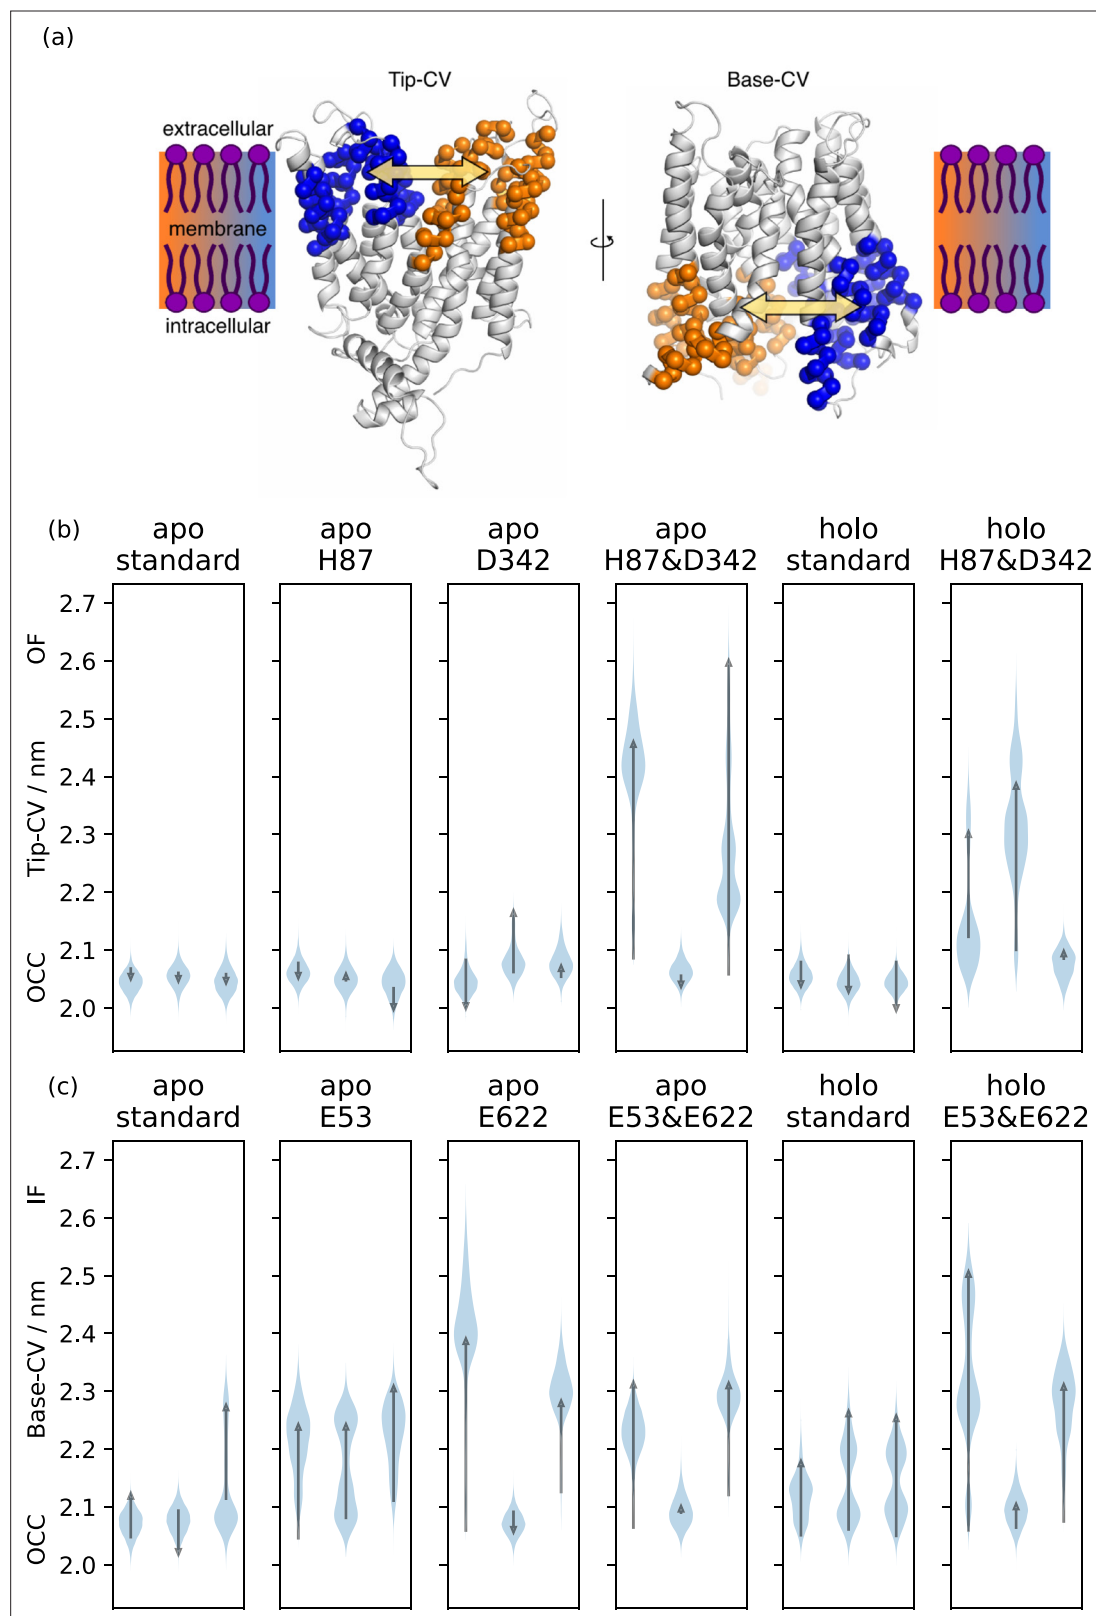 (a)
Tip-CV
Base-CV
extracellular
membrane
intracellular
(b)
apo standard
apo H87
apo D342
apo H87&D342
holo standard
holo H87&D342
OF
Tip-CV / nm
OCC
2.7
2.6
2.5
2.4
2.3
2.2
2.1
2.0
(c)
apo standard
apo E53
apo E622
apo E53&E622
holo standard
holo E53&E622
IF
Base-CV / nm
OCC
2.7
2.6
2.5
2.4
2.3
2.2
2.1
2.0